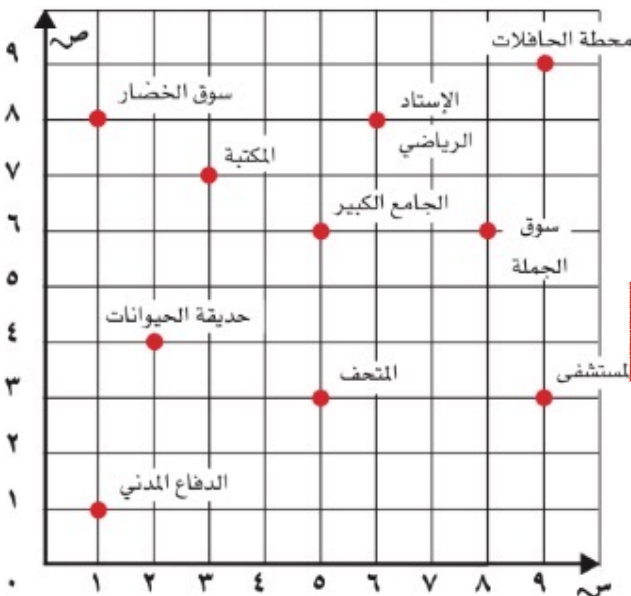 ص
٩
محطة الحافلات
٨
سوق الخضار
الإستاد
الرياضي
٧
المكتبة
٦
الجامع الكبير
سوق
الجملة
٥
٤
حديقة الحيوانات
٣
المتحف
المستشفى
٢
١
الدفاع المدني
٠ ١ ٢ ٣ ٤ ٥ ٦ ٧ ٨ ٩ س